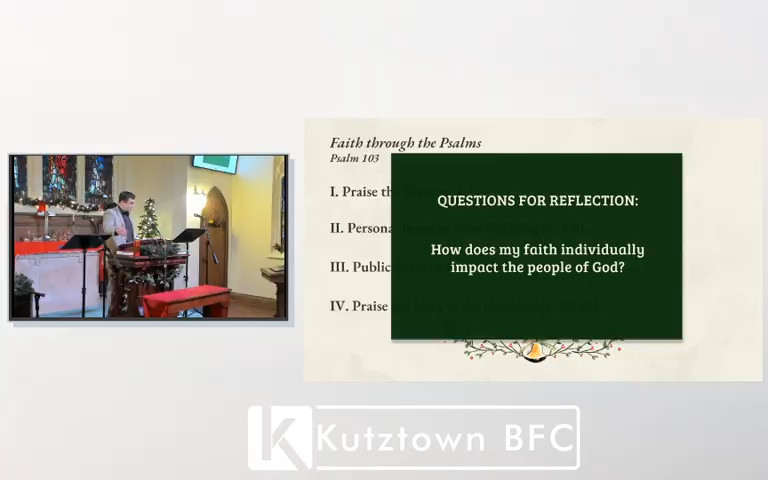 Faith through the Psalms
Psalm 103
I. Praise
II.
III. Public
IV. Praise
QUESTIONS FOR REFLECTION:
How does my faith individually
impact the people of God?
K Kutztown BFC